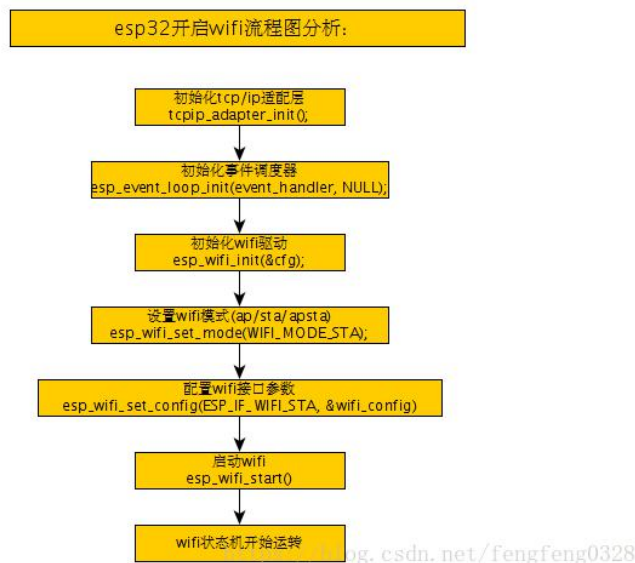 esp32开启wifi流程图分析：
初始化tcp/ip适配层
tcpip_adapter_init();
初始化事件调度器
esp_event_loop_init(event_handler, NULL);
初始化wifi驱动
esp_wifi_init(&cfg);
设置wifi模式(ap/sta/apsta)
esp_wifi_set_mode(WIFI_MODE_STA);
配置wifi接口参数
esp_wifi_set_config(ESP_IF_WIFI_STA, &wifi_config)
启动wifi
esp_wifi_start()
wifi状态机开始运转
https://blog.csdn.net/fengfeng0328